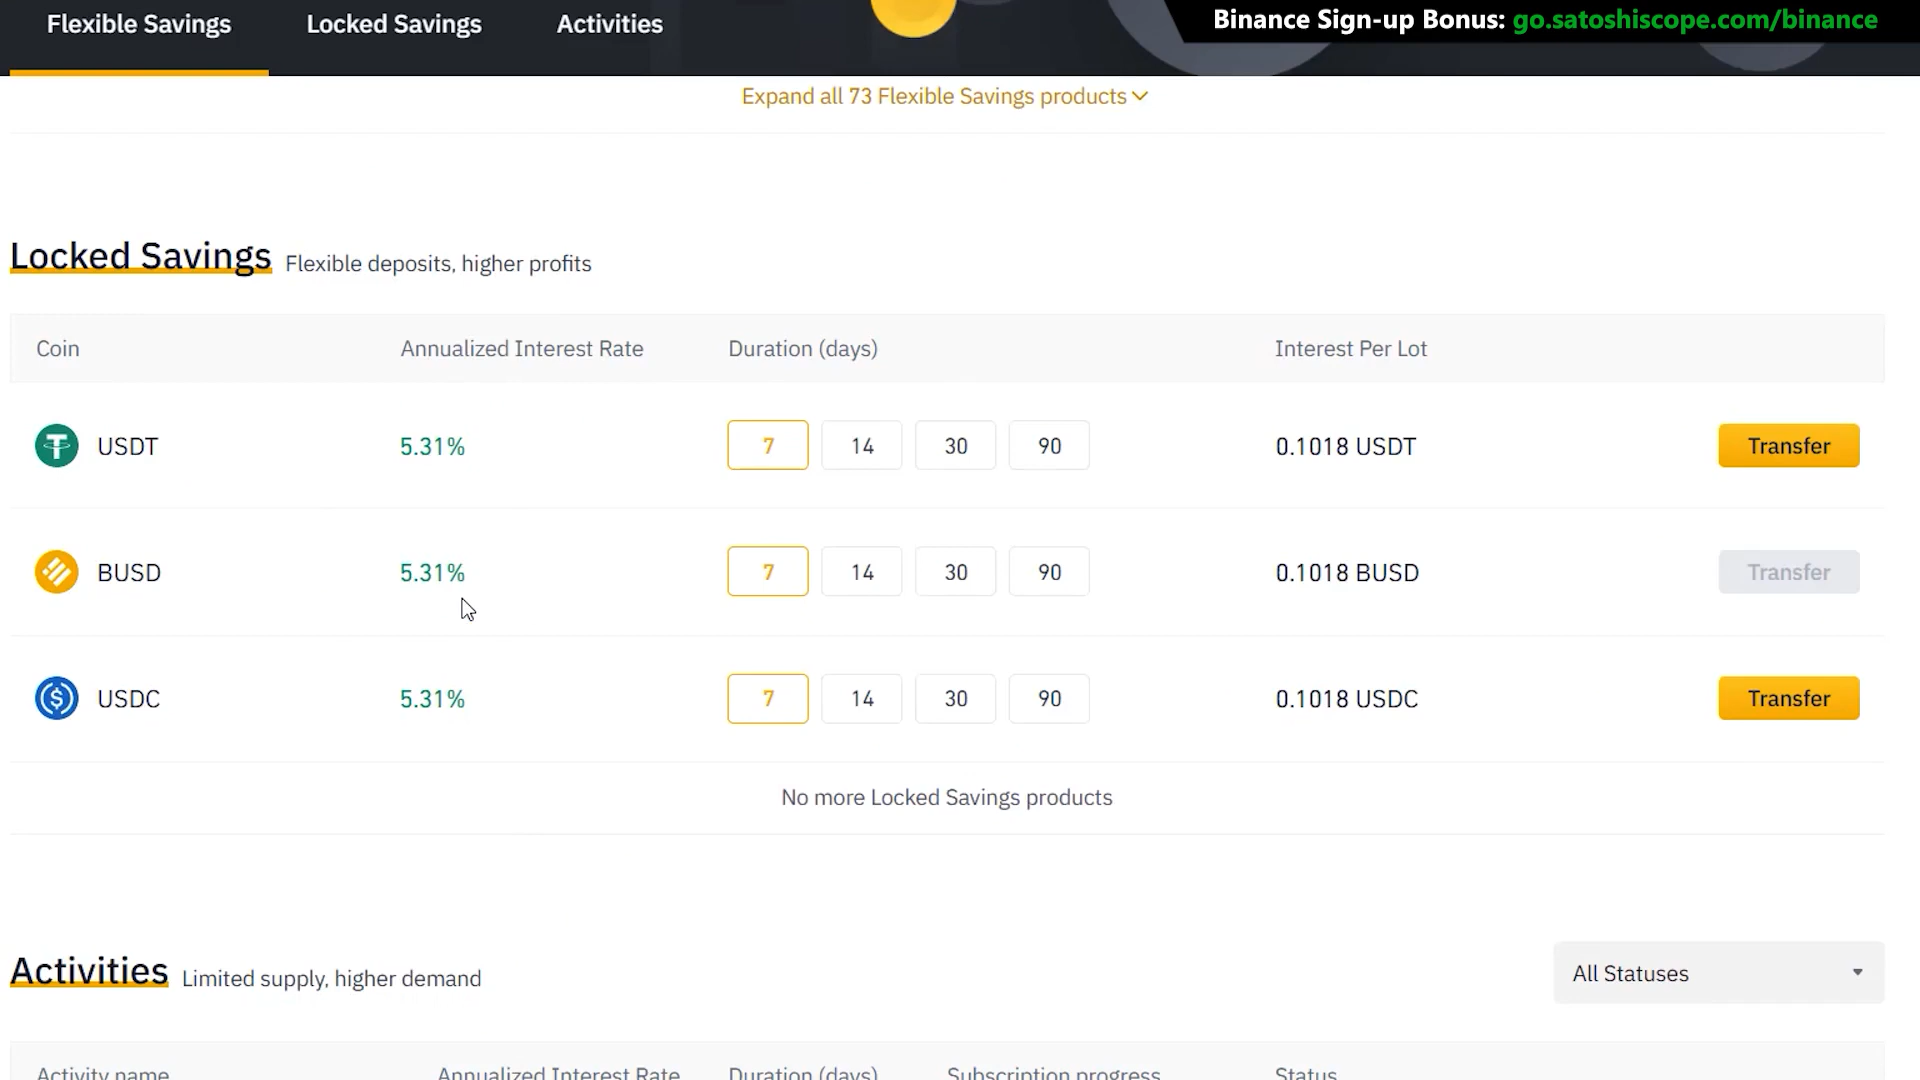 Flexible Savings Locked Savings Activities Binance Sign-up Bonus: go.satoshiscope.com/binance
Expand all 73 Flexible Savings products
Locked Savings Flexible deposits, higher profits
Coin Annualized Interest Rate Duration (days) Interest Per Lot
USDT 5.31% 7 14 30 90 0.1018 USDT Transfer
BUSD 5.31% 7 14 30 90 0.1018 BUSD Transfer
USDC 5.31% 7 14 30 90 0.1018 USDC Transfer
No more Locked Savings products
Activities Limited supply, higher demand All Statuses
Activity name Annualized Interest Rate Duration (days) Subscription progress Status